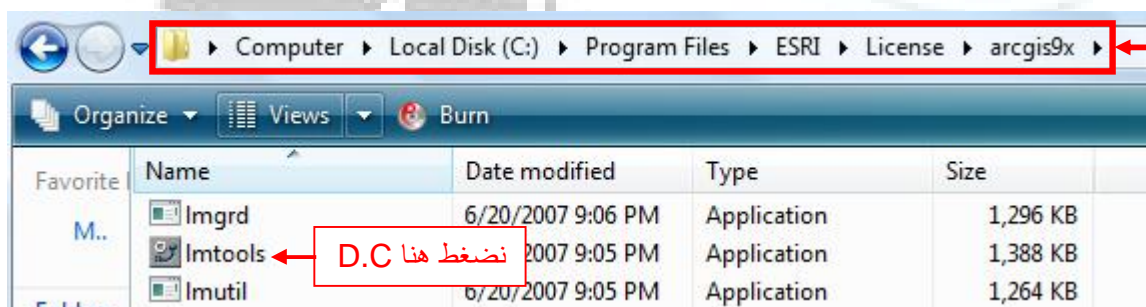 Computer Local Disk (C:) Program Files ESRI License arcgis9x
Organize Views Burn
Favorite Name Date modified Type Size
lmgrd 6/20/2007 9:06 PM Application 1,296 KB
M..
lmtools نضغط هنا D.C 2007 9:05 PM Application 1,388 KB
lmutil 6/20/2007 9:05 PM Application 1,264 KB